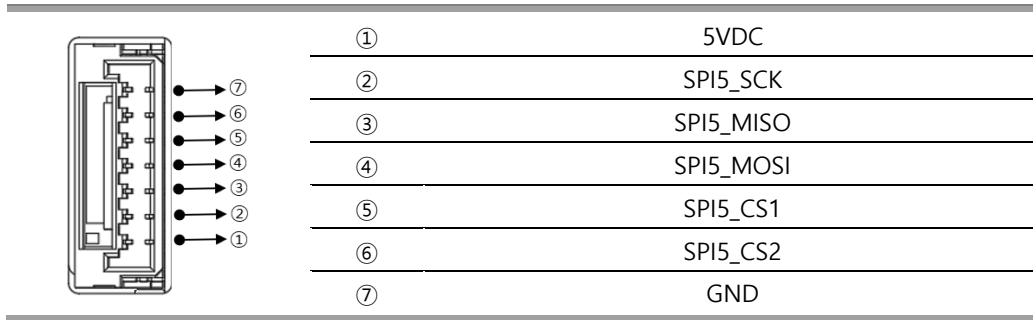 ⑦
⑥
⑤
④
③
②
①
① 5VDC
② SPI5_SCK
③ SPI5_MISO
④ SPI5_MOSI
⑤ SPI5_CS1
⑥ SPI5_CS2
⑦ GND